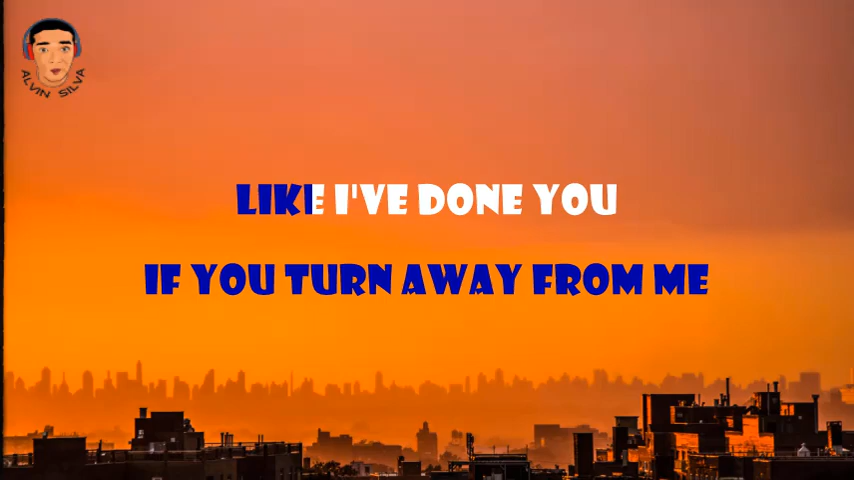 ALVIN SILVA
LIKE I'VE DONE YOU
IF YOU TURN AWAY FROM ME